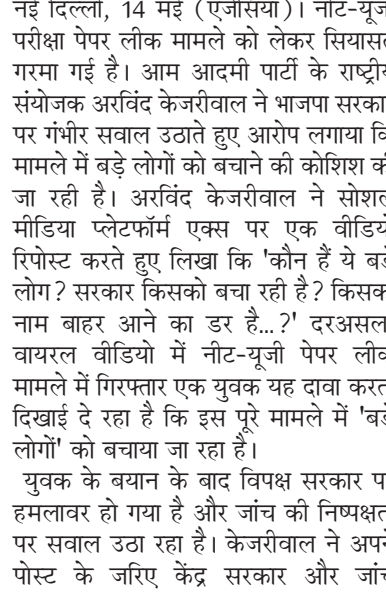 नई दिल्ली, 14 मई (एजेंसियां)। नीट-यूजी
परीक्षा पेपर लीक मामले को लेकर सियासत
गरमा गई है। आम आदमी पार्टी के राष्ट्रीय
संयोजक अरविंद केजरीवाल ने भाजपा सरकार
पर गंभीर सवाल उठाते हुए आरोप लगाया कि
मामले में बड़े लोगों को बचाने की कोशिश की
जा रही है। अरविंद केजरीवाल ने सोशल
मीडिया प्लेटफॉर्म एक्स पर एक वीडियो
रिपोस्ट करते हुए लिखा कि 'कौन हैं ये बड़े
लोग? सरकार किसको बचा रही है? किसका
नाम बाहर आने का डर है...?' दरअसल,
वायरल वीडियो में नीट-यूजी पेपर लीक
मामले में गिरफ्तार एक युवक यह दावा करता
दिखाई दे रहा है कि इस पूरे मामले में 'बड़े
लोगों' को बचाया जा रहा है।
युवक के बयान के बाद विपक्ष सरकार पर
हमलावर हो गया है और जांच की निष्पक्षता
पर सवाल उठा रहा है। केजरीवाल ने अपने
पोस्ट के जरिए केंद्र सरकार और जांच